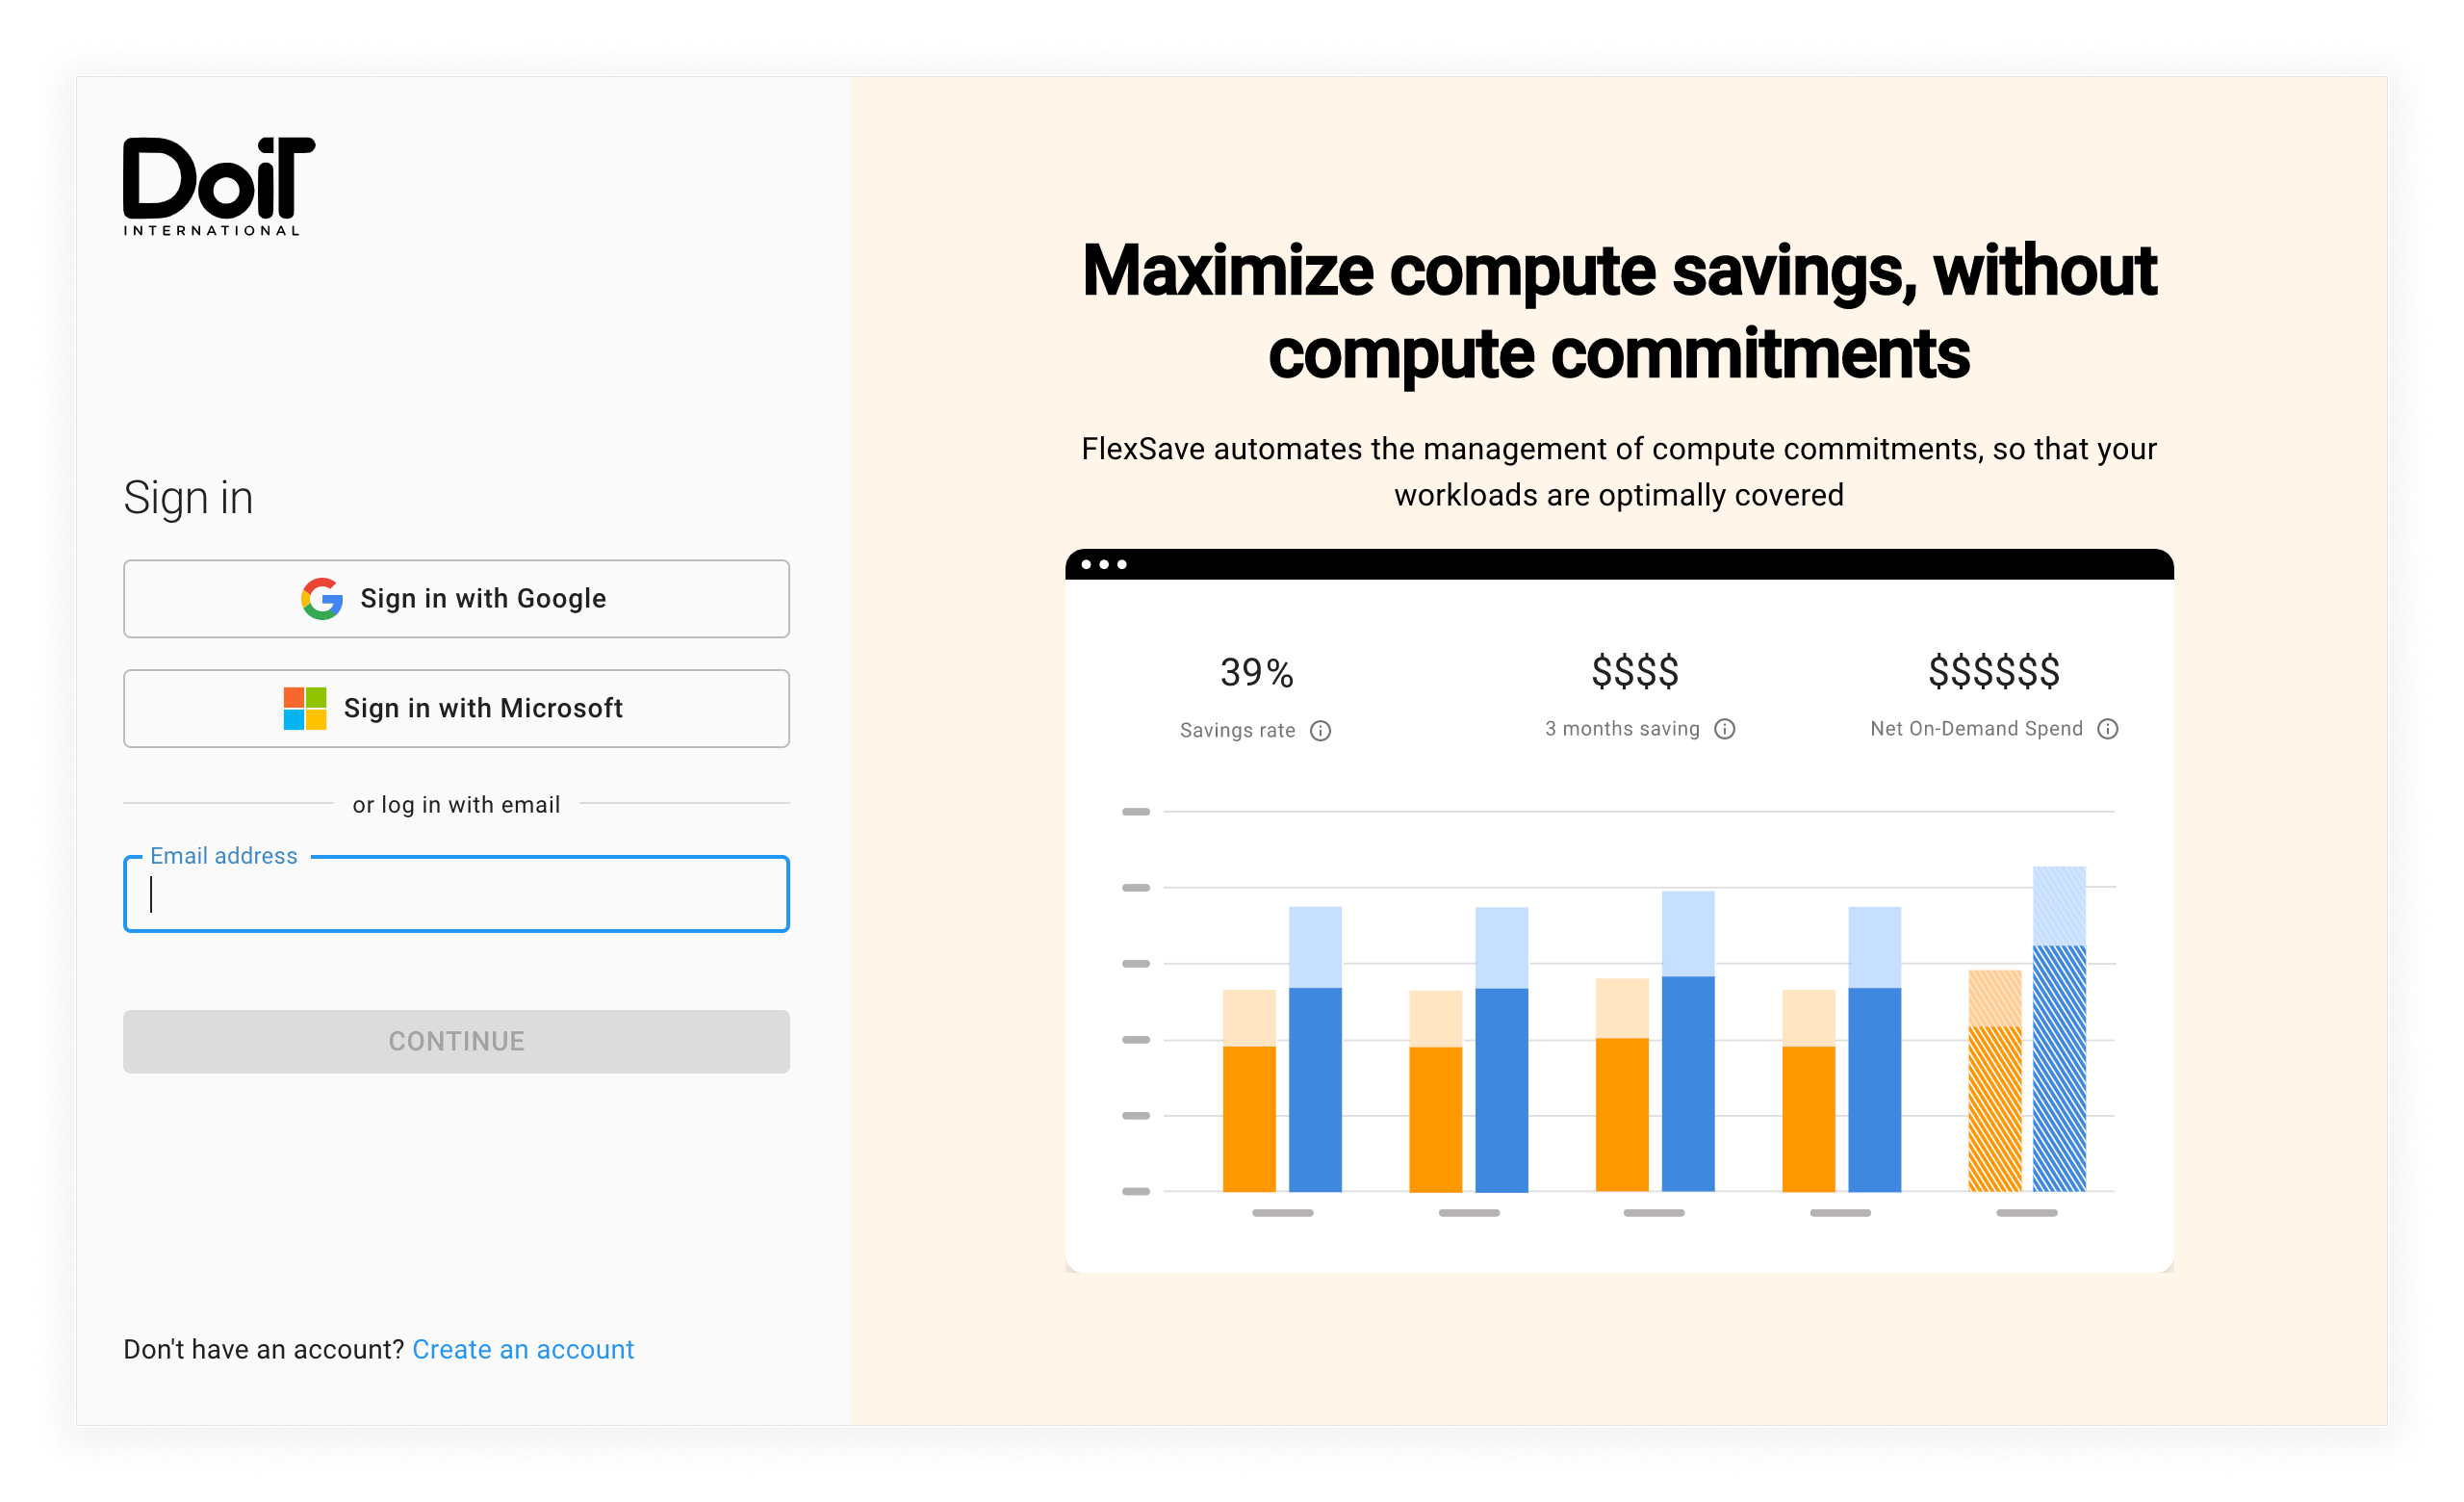 DoiT
INTERNATIONAL
Sign in
Sign in with Google
Sign in with Microsoft
or log in with email
Email address
CONTINUE
Don't have an account? Create an account
Maximize compute savings, without
compute commitments
FlexSave automates the management of compute commitments, so that your
workloads are optimally covered
39% $$$$ $$$$$$
Savings rate 3 months saving Net On-Demand Spend